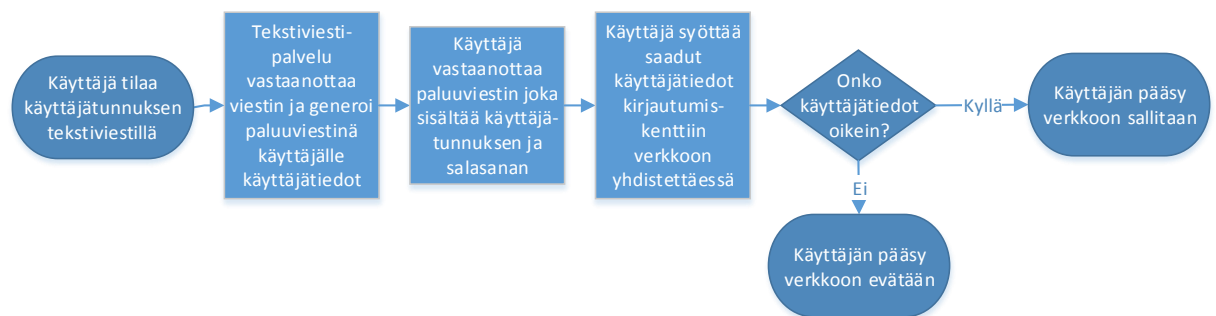 Käyttäjä tilaa
käyttäjätunnuksen
tekstiviestillä
Tekstiviesti-
palvelu
vastaanottaa
viestin ja generoi
paluuviestinä
käyttäjälle
käyttäjätiedot
Käyttäjä
vastaanottaa
paluuviestin joka
sisältää käyttäjä-
tunnuksen ja
salasanan
Käyttäjä syöttää
saadut
käyttäjätiedot
kirjautumis-
kenttiin
verkkoon
yhdistettäessä
Onko
käyttäjätiedot
oikein?
Kyllä
Käyttäjän pääsy
verkkoon sallitaan
Ei
Käyttäjän pääsy
verkkoon evätään